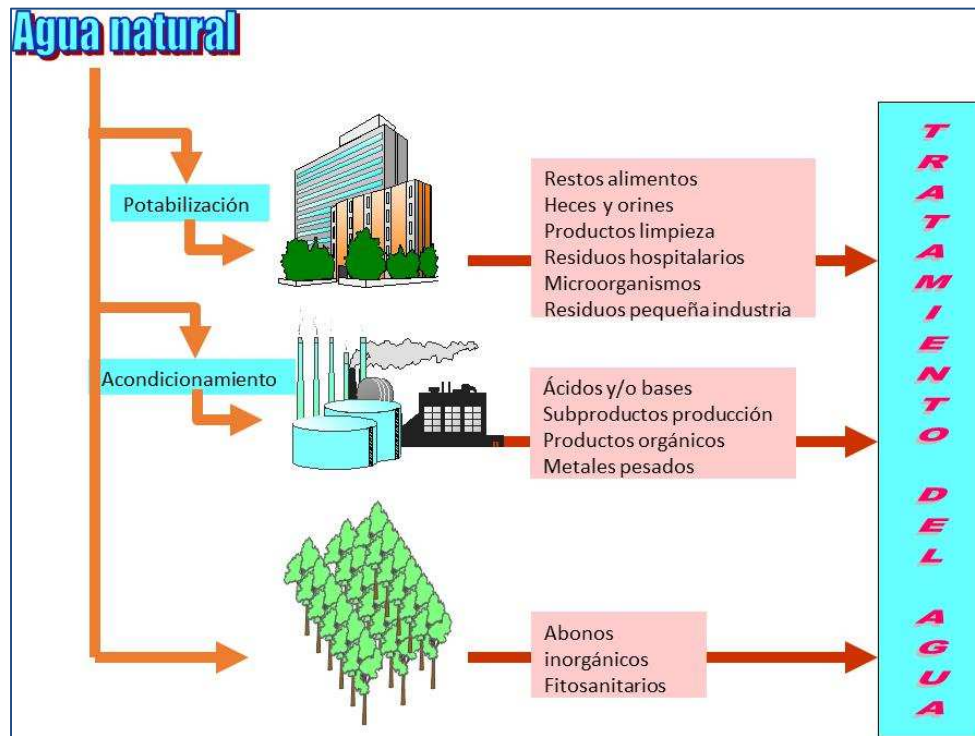 Agua natural
Potabilización
Restos alimentos
Heces y orines
Productos limpieza
Residuos hospitalarios
Microorganismos
Residuos pequeña industria
Acondicionamiento
Ácidos y/o bases
Subproductos producción
Productos orgánicos
Metales pesados
Abonos
inorgánicos
Fitosanitarios
TRATAMIENTO DEL AGUA